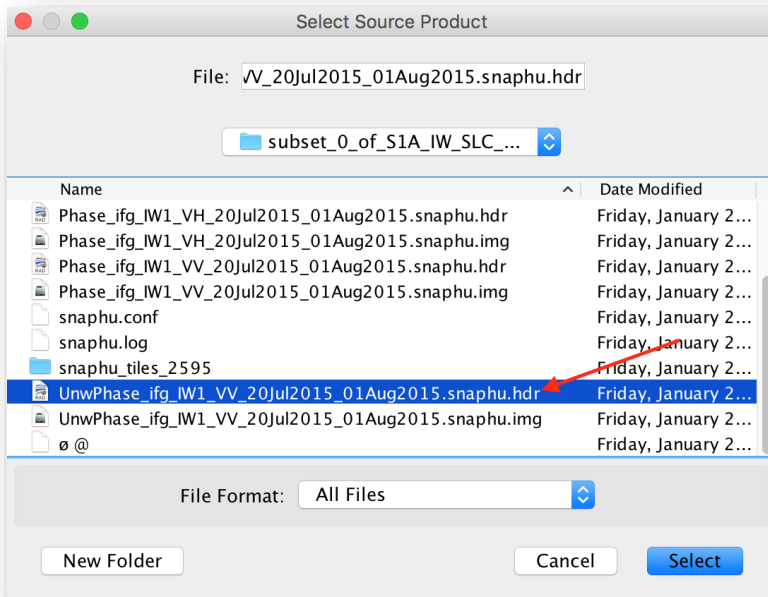 Select Source Product
File: VV_20Jul2015_01Aug2015.snaphu.hdr
subset_0_of_S1A_IW_SLC_...
Name Date Modified
Phase_ifg_IW1_VH_20Jul2015_01Aug2015.snaphu.hdr Friday, January 2...
Phase_ifg_IW1_VH_20Jul2015_01Aug2015.snaphu.img Friday, January 2...
Phase_ifg_IW1_VV_20Jul2015_01Aug2015.snaphu.hdr Friday, January 2...
Phase_ifg_IW1_VV_20Jul2015_01Aug2015.snaphu.img Friday, January 2...
snaphu.conf Friday, January 2...
snaphu.log Friday, January 2...
snaphu_tiles_2595 Friday, January 2...
UnwPhase_ifg_IW1_VV_20Jul2015_01Aug2015.snaphu.hdr Friday, January 2...
UnwPhase_ifg_IW1_VV_20Jul2015_01Aug2015.snaphu.img Friday, January 2...
ø @ Friday, January 2...
File Format: All Files
New Folder Cancel Select